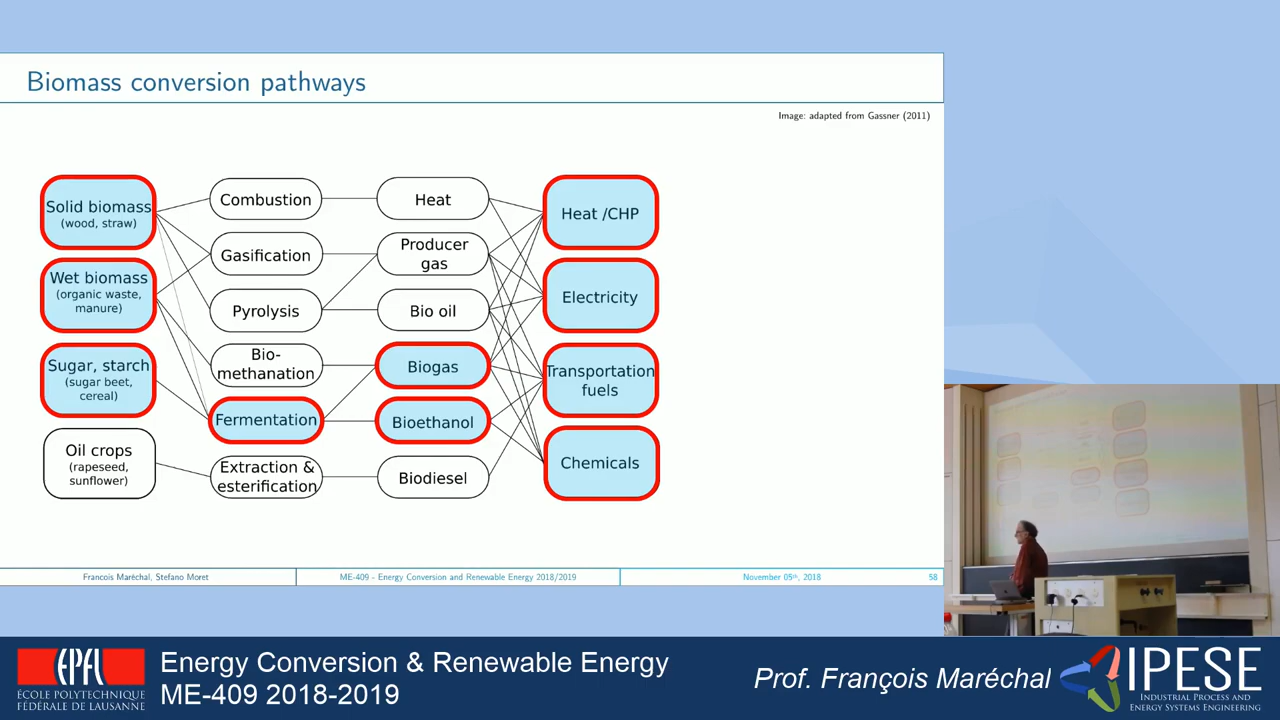 Biomass conversion pathways
Image: adapted from Gassner (2011)
Solid biomass
(wood, straw)
Wet biomass
(organic waste,
manure)
Sugar, starch
(sugar beet,
cereal)
Oil crops
(rapeseed,
sunflower)
Combustion
Gasification
Pyrolysis
Bio-
methanation
Fermentation
Extraction &
esterification
Heat
Producer
gas
Bio oil
Biogas
Bioethanol
Biodiesel
Heat /CHP
Electricity
Transportation
fuels
Chemicals
Francois Maréchal, Stefano Moret
ME-409 - Energy Conversion and Renewable Energy 2018/2019
November 05th, 2018
58
EPFL
ÉCOLE POLYTECHNIQUE
FÉDÉRALE DE LAUSANNE
Energy Conversion & Renewable Energy
ME-409 2018-2019
Prof. François Maréchal
IPESE
INDUSTRIAL PROCESS AND
ENERGY SYSTEMS ENGINEERING